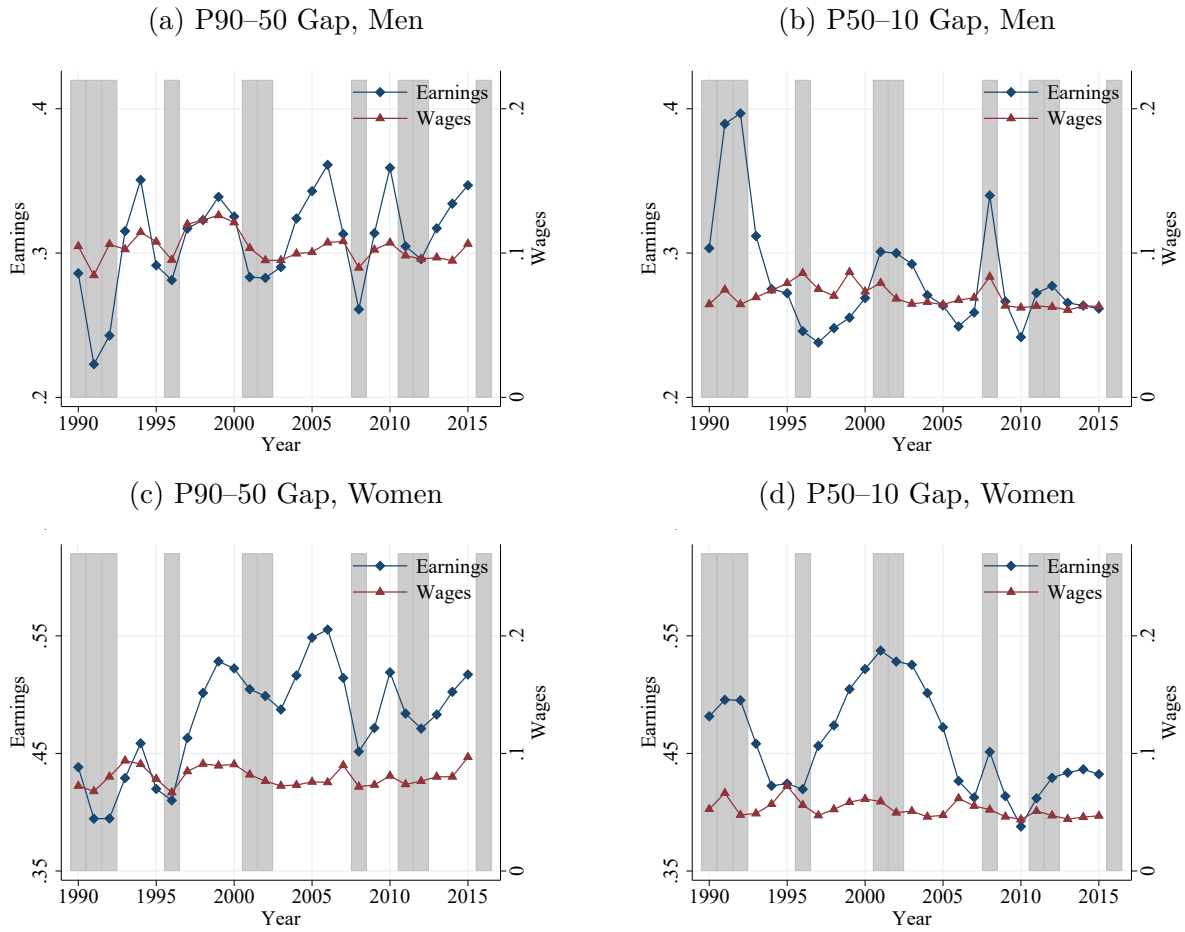 (a) P90–50 Gap, Men
Earnings
Wages
.4
.3
.2
Earnings
.2
.1
0
Wages
1990 1995 2000 2005 2010 2015
Year
(b) P50–10 Gap, Men
Earnings
Wages
.4
.3
.2
Earnings
.2
.1
0
Wages
1990 1995 2000 2005 2010 2015
Year
(c) P90–50 Gap, Women
Earnings
Wages
.55
.45
.35
Earnings
.2
.1
0
Wages
1990 1995 2000 2005 2010 2015
Year
(d) P50–10 Gap, Women
Earnings
Wages
.55
.45
.35
Earnings
.2
.1
0
Wages
1990 1995 2000 2005 2010 2015
Year